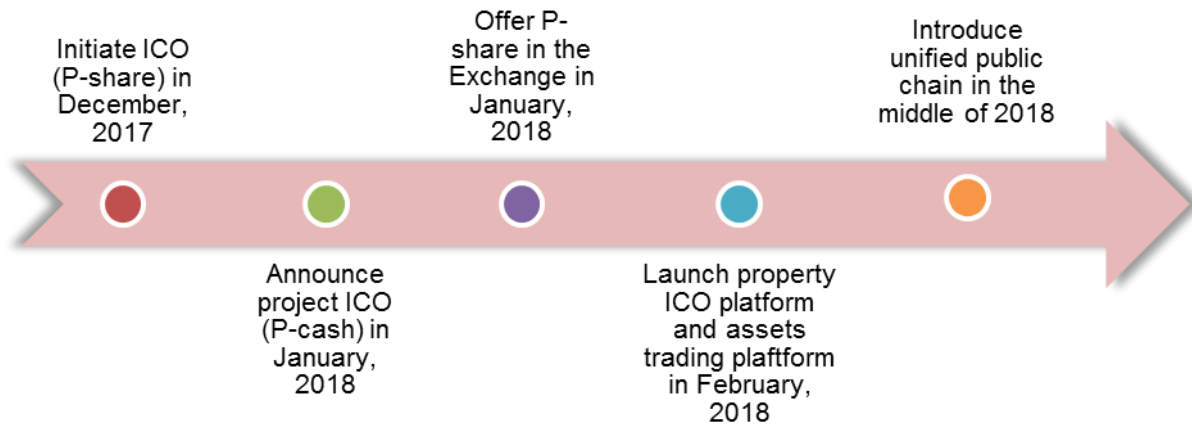 Initiate ICO
(P-share) in
December,
2017
Announce
project ICO
(P-cash) in
January,
2018
Offer P-
share in the
Exchange in
January,
2018
Launch property
ICO platform
and assets
trading plaftform
in February,
2018
Introduce
unified public
chain in the
middle of 2018